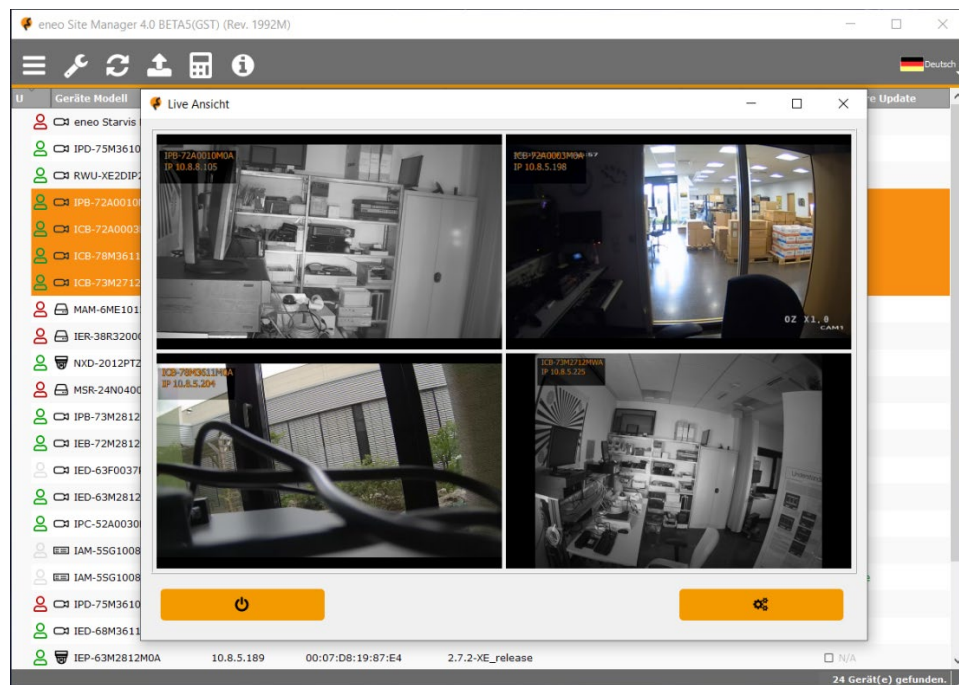 eneo Site Manager 4.0 BETA5(GST) (Rev. 1992M)
Deutsch
U Geräte Modell
Live Ansicht
re Update
eneo Starvis
IPD-75M3610
RWU-XE2DIP
IPB-72A0010
ICB-72A0003
ICB-78M3611
ICB-73M2712
MAM-6ME101
IER-38R3200
NXD-2012PTZ
MSR-24N0400
IPB-73M2812
IEB-72M2812
IED-63F0037
IED-63M2812
IPC-52A0030
IAM-5SG1008
IAM-5SG1008
IPD-75M3610
IED-68M3611
IPB-72A0010M0A
IP 10.8.8.105
ICB-72A0003M0A
IP 10.8.5.198
OZ X1,0
CAM1
ICB-78M3611M0A
IP 10.8.5.204
ICB-73M2712MWA
IP 10.8.5.225
IEP-63M2812M0A 10.8.5.189 00:07:D8:19:87:E4 2.7.2-XE_release N/A
24 Gerät(e) gefunden.